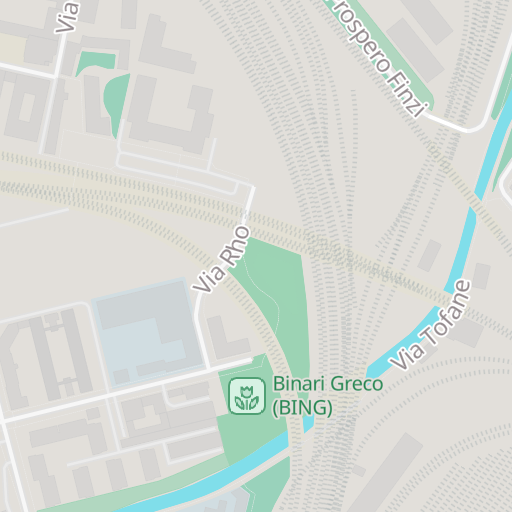 Via
Prospero Finzi
Via Rho
Via Tofane
Binari Greco
(BING)